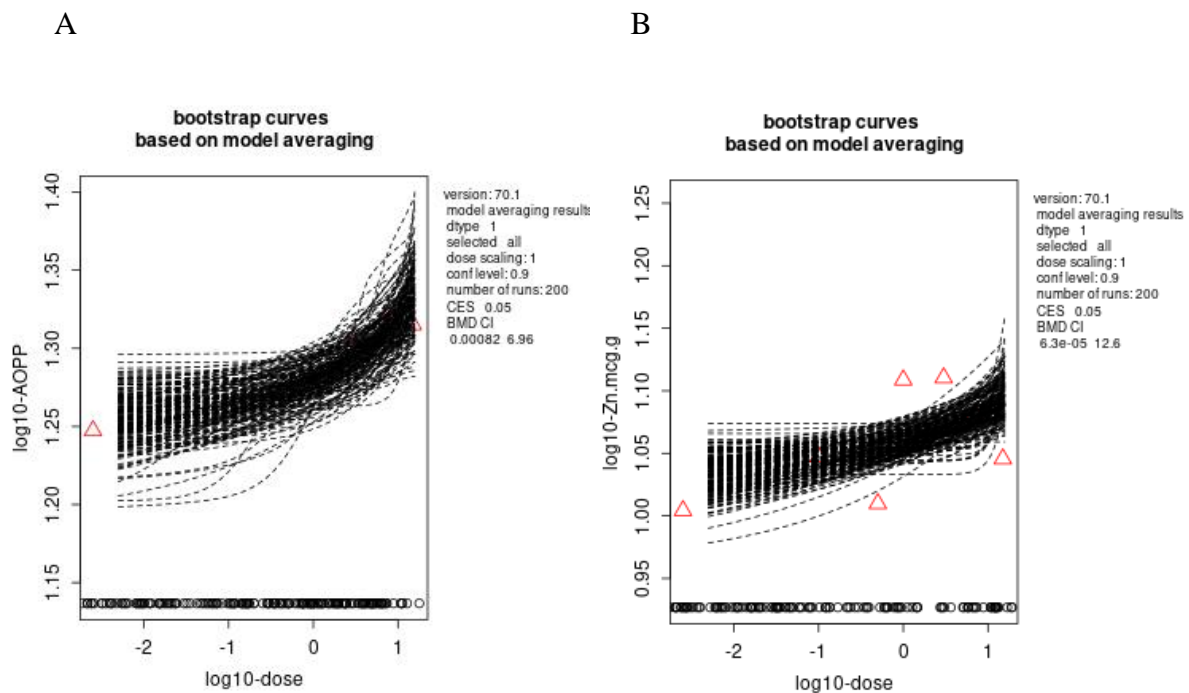 A
B
bootstrap curves
based on model averaging
1.40
1.35
1.30
1.25
1.20
1.15
log10-AOPP
-2
-1
0
1
log10-dose
version: 70.1
model averaging results
dtype 1
selected all
dose scaling: 1
conf level: 0.9
number of runs: 200
CES 0.05
BMD CI
0.00082 6.96
bootstrap curves
based on model averaging
1.25
1.20
1.15
1.10
1.05
1.00
0.95
log10-Zn.mcg.g
-2
-1
0
1
log10-dose
version: 70.1
model averaging results
dtype 1
selected all
dose scaling: 1
conf level: 0.9
number of runs: 200
CES 0.05
BMD CI
6.3e-05 12.6